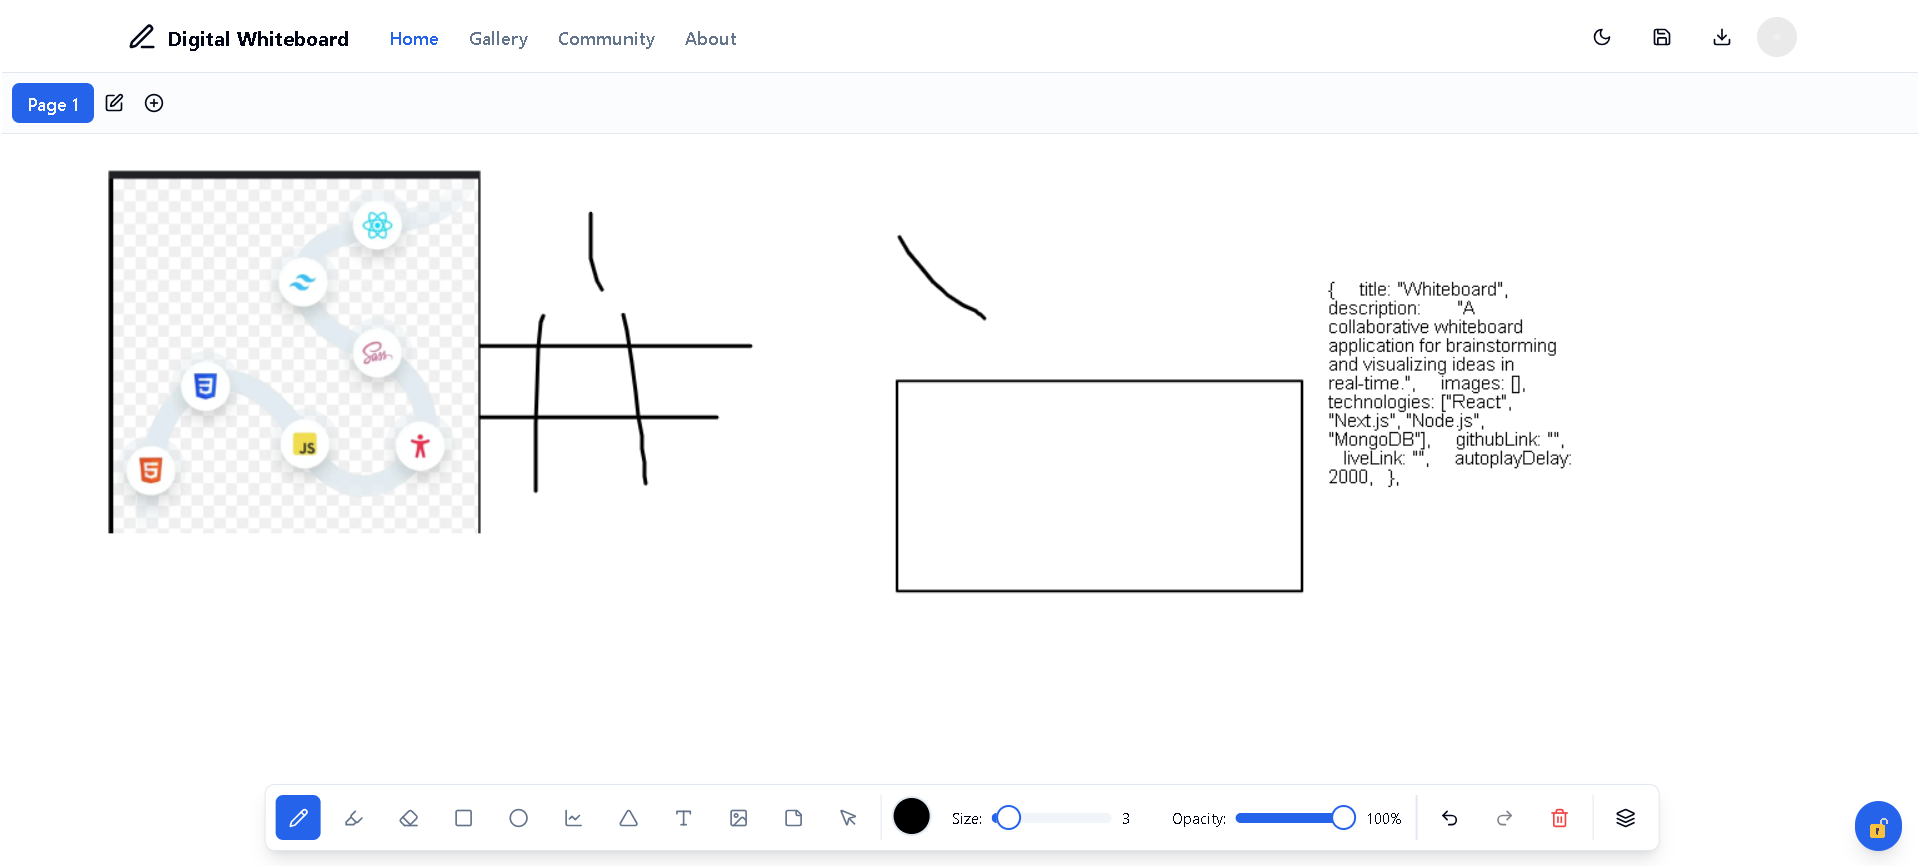 Digital Whiteboard
Home
Gallery
Community
About
Page 1
Sass
JS
{ title: "Whiteboard",
description: "A
collaborative whiteboard
application for brainstorming
and visualizing ideas in
real-time.", images: [],
technologies: ["React",
"Next.js", "Node.js",
"MongoDB"], githubLink: "",
liveLink: "", autoplayDelay:
2000, },
Size:
3
Opacity:
100%